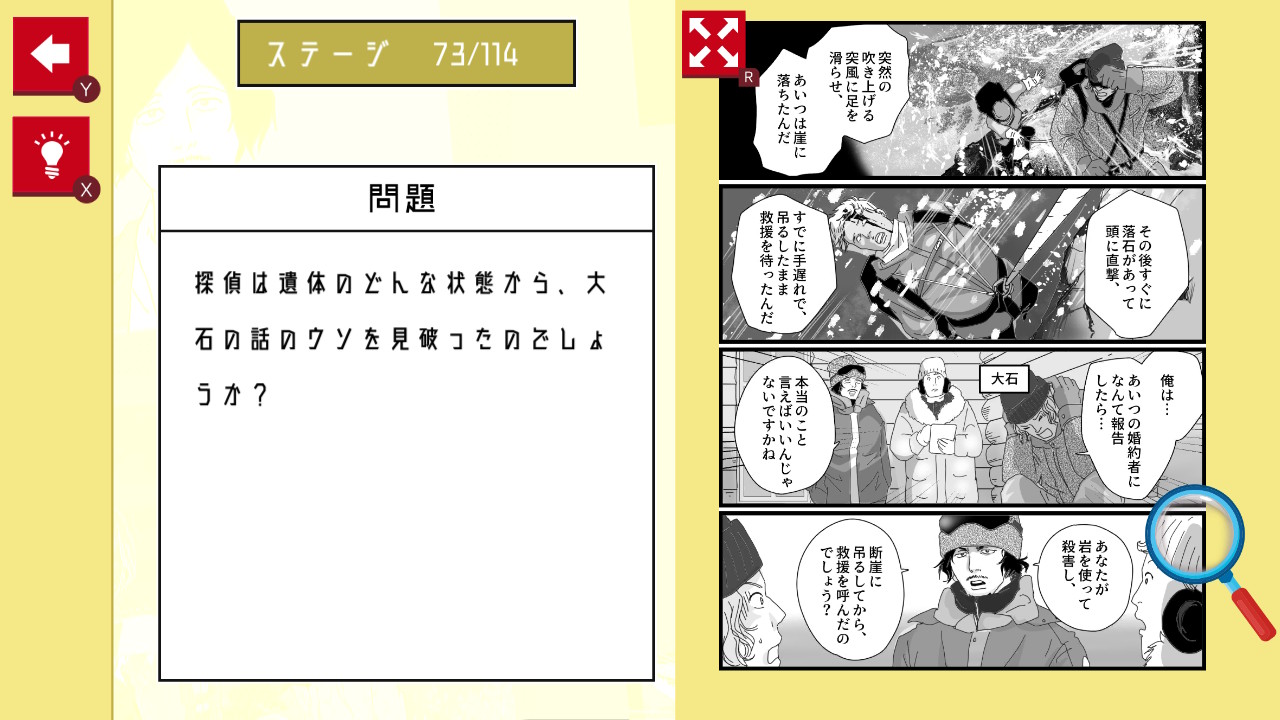 ステージ 73/114
Y
X
問題
探偵は遺体のどんな状態から、大
石の話のウソを見破ったのでしょ
うか？
R
突然の
吹き上げる
突風に足を
滑らせ、
あいつは崖に
落ちたんだ
その後すぐに
落石があって
頭に直撃、
すでに手遅れで、
吊るしたまま
救援を待ったんだ
俺は…
あいつの婚約者に
なんて報告
したら…
大石
本当のこと
言えばいいんじゃ
ないですかね
あなたが
岩を使って
殺害し、
断崖に
吊るしてから、
救援を呼んだの
でしょう？